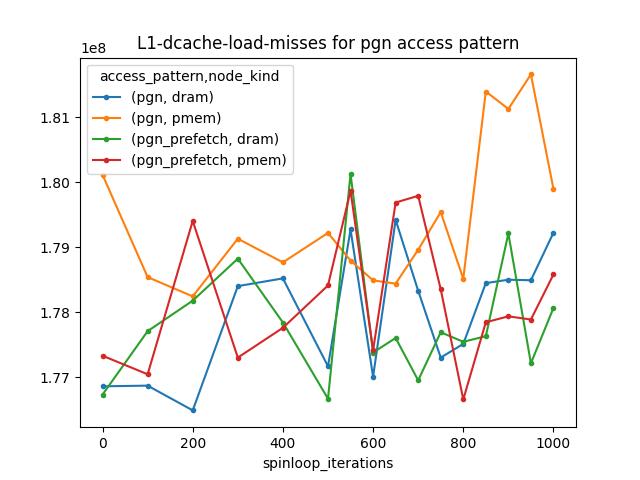 L1-dcache-load-misses for pgn access pattern
1e8
access_pattern,node_kind
(pgn, dram)
(pgn, pmem)
(pgn_prefetch, dram)
(pgn_prefetch, pmem)
1.81
1.80
1.79
1.78
1.77
0 200 400 600 800 1000
spinloop_iterations